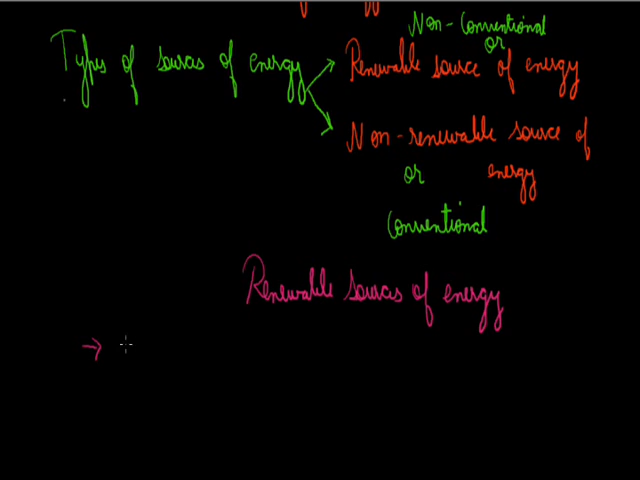 Non-Conventional
or
Types of sources of energy
Renewable source of energy
Non-renewable source of
energy
or
Conventional
Renewable sources of energy
→